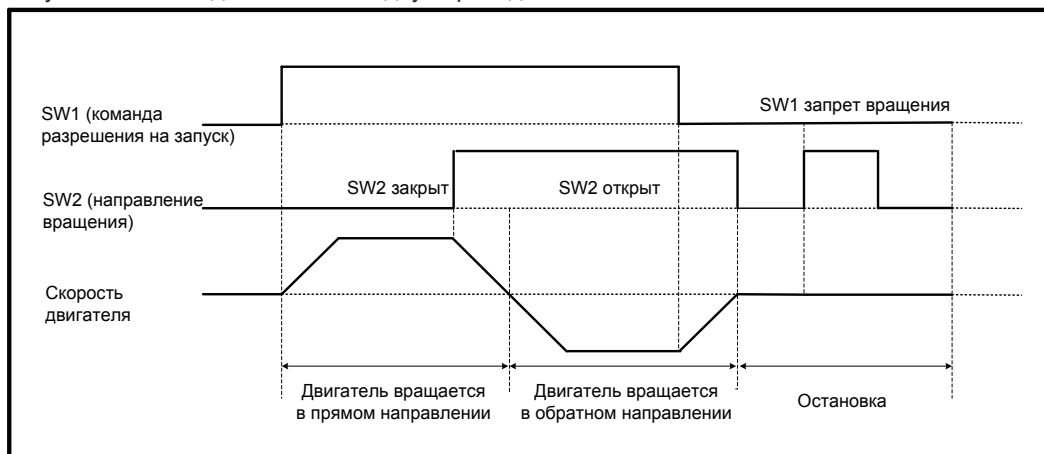 SW1 (команда
разрешения на запуск)
SW1 запрет вращения
SW2 закрыт
SW2 открыт
SW2 (направление
вращения)
Скорость
двигателя
Двигатель вращается
в прямом направлении
Двигатель вращается
в обратном направлении
Остановка